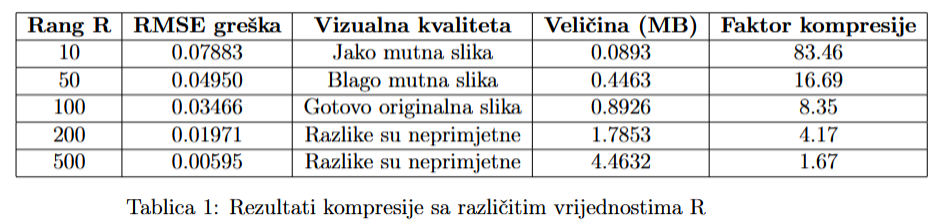 Rang R RMSE greška Vizualna kvaliteta Veličina (MB) Faktor kompresije
10 0.07883 Jako mutna slika 0.0893 83.46
50 0.04950 Blago mutna slika 0.4463 16.69
100 0.03466 Gotovo originalna slika 0.8926 8.35
200 0.01971 Razlike su neprimjetne 1.7853 4.17
500 0.00595 Razlike su neprimjetne 4.4632 1.67
Tablica 1: Rezultati kompresije sa različitim vrijednostima R